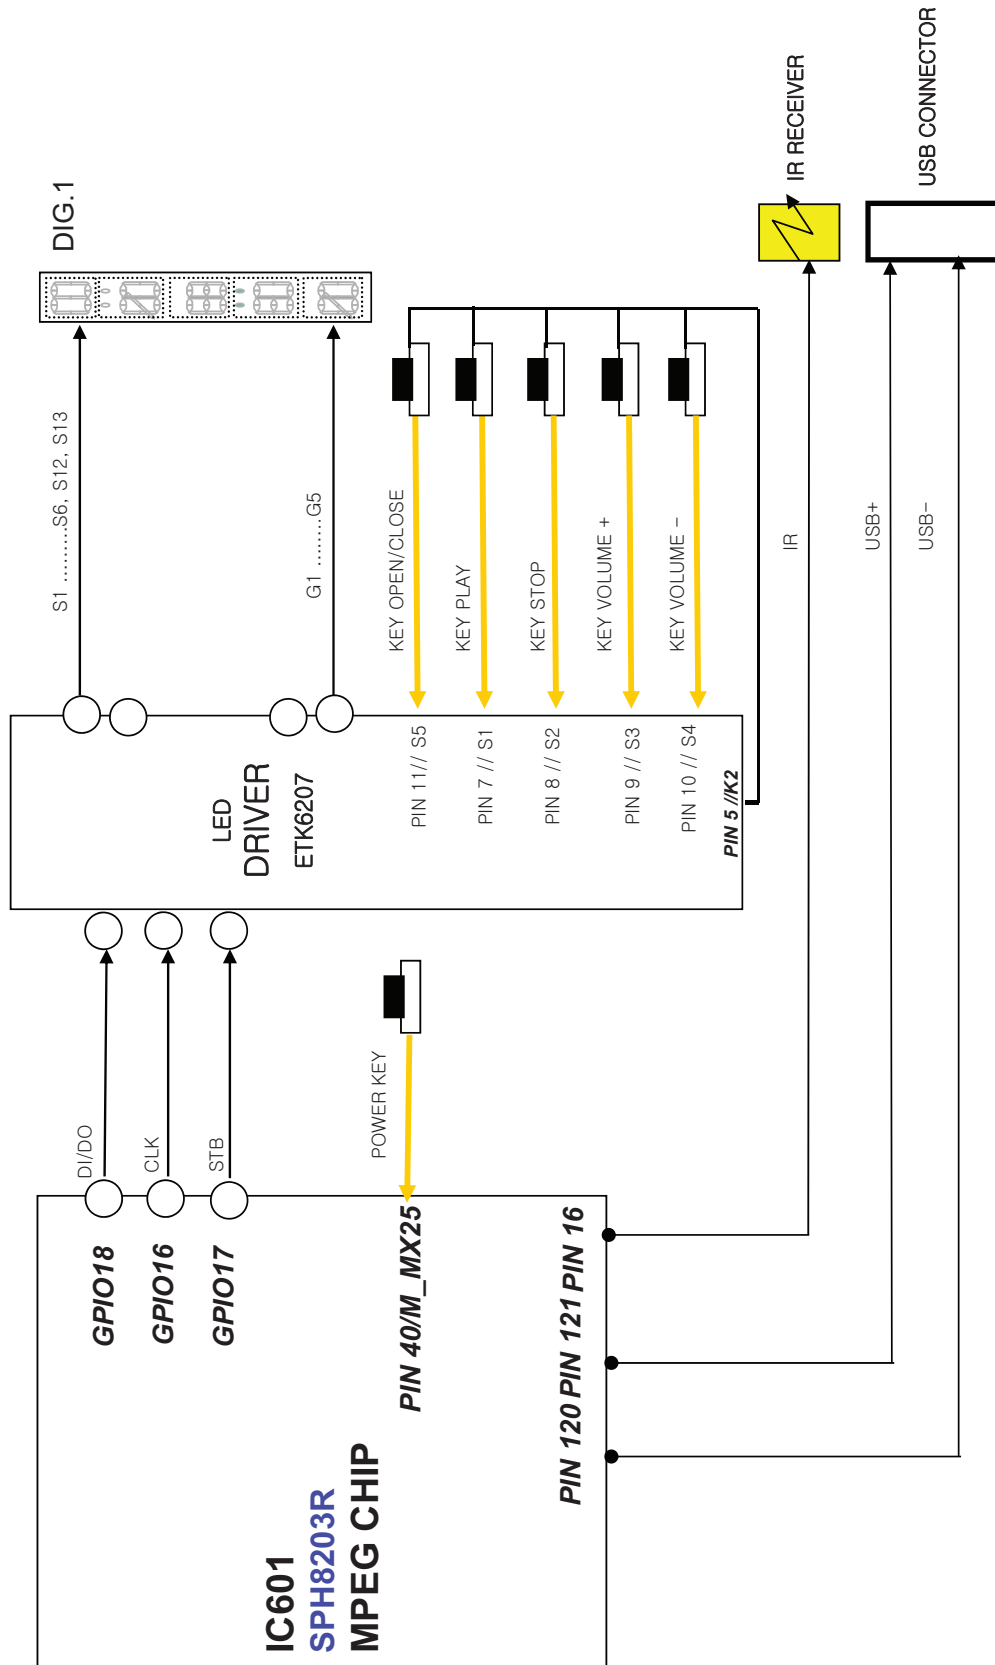 IC601
SPH8203R
MPEG CHIP
GPIO18
GPIO16
GPIO17
PIN 40/M_MX25
PIN 120 PIN 121 PIN 16
DI/DO
CLK
STB
POWER KEY
LED
DRIVER
ETK6207
PIN 11// S5
PIN 7 // S1
PIN 8 // S2
PIN 9 // S3
PIN 10 // S4
PIN 5 //K2
S1 .........S6, S12, S13
G1 ........G5
KEY OPEN/CLOSE
KEY PLAY
KEY STOP
KEY VOLUME +
KEY VOLUME -
DIG.1
IR
USB+
USB-
IR RECEIVER
USB CONNECTOR